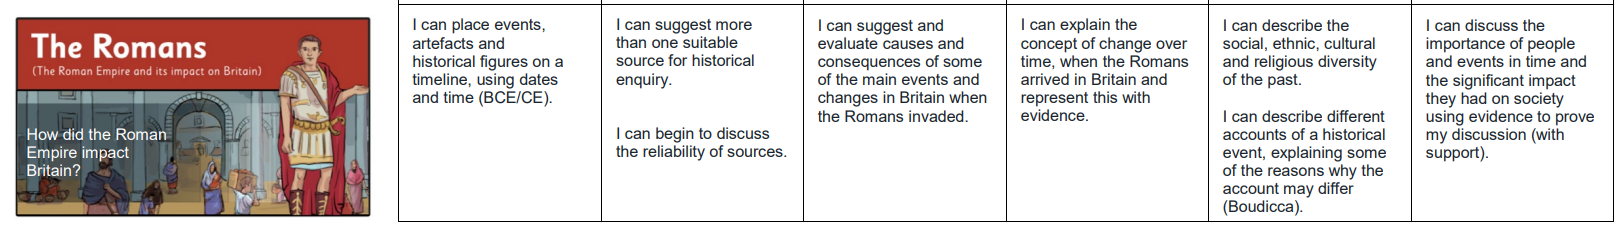 The Romans
(The Roman Empire and its impact on Britain)
How did the Roman
Empire impact
Britain?
I can place events,
artefacts and
historical figures on a
timeline, using dates
and time (BCE/CE).
I can suggest more
than one suitable
source for historical
enquiry.
I can begin to discuss
the reliability of sources.
I can suggest and
evaluate causes and
consequences of some
of the main events and
changes in Britain when
the Romans invaded.
I can explain the
concept of change over
time, when the Romans
arrived in Britain and
represent this with
evidence.
I can describe the
social, ethnic, cultural
and religious diversity
of the past.
I can describe different
accounts of a historical
event, explaining some
of the reasons why the
account may differ
(Boudicca).
I can discuss the
importance of people
and events in time and
the significant impact
they had on society
using evidence to prove
my discussion (with
support).